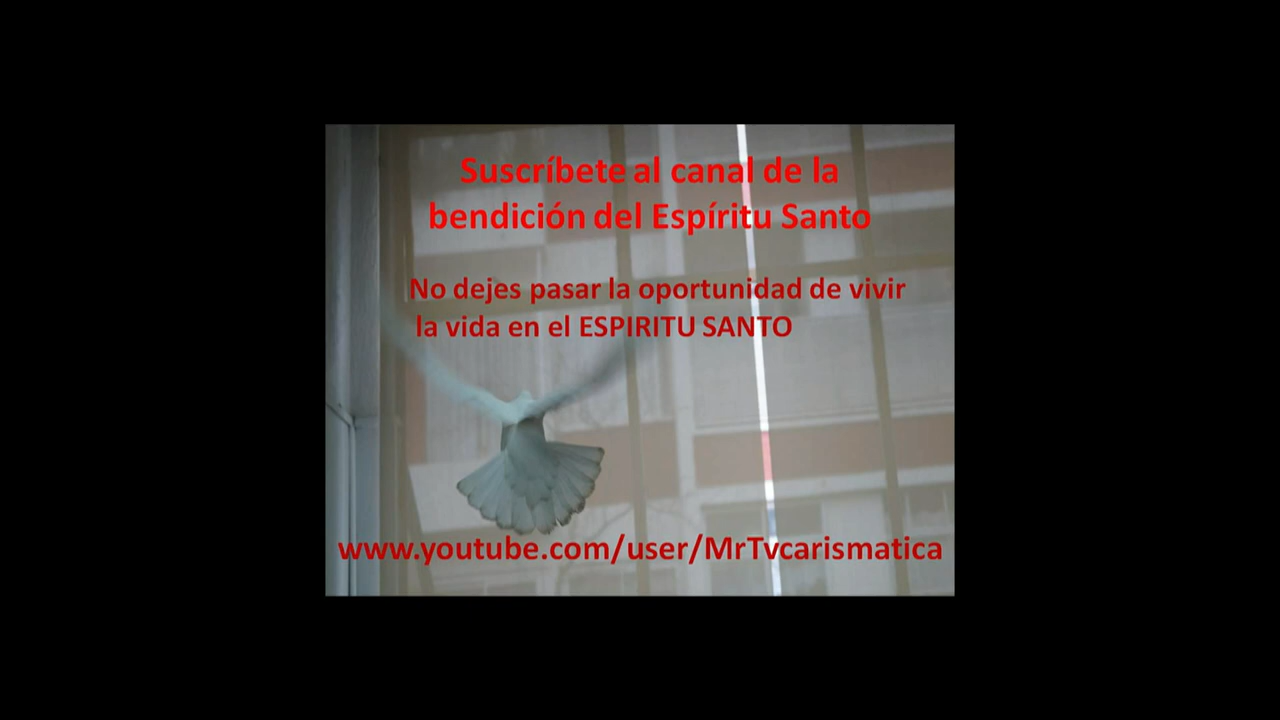 Suscríbete al canal de la
bendición del Espíritu Santo
No dejes pasar la oportunidad de vivir
la vida en el ESPIRITU SANTO
www.youtube.com/user/MrTvcarismatica